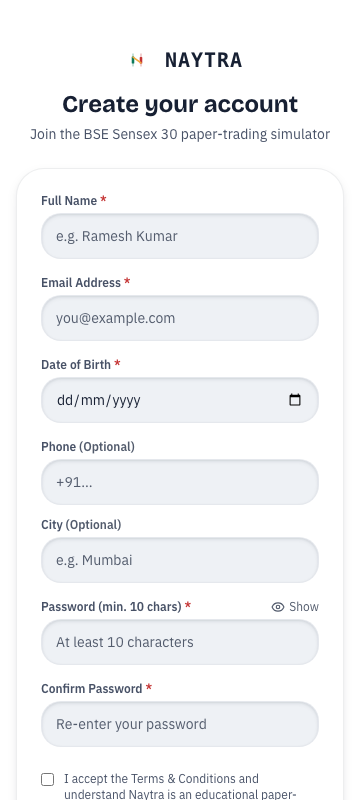 NAYTRA
Create your account
Join the BSE Sensex 30 paper-trading simulator
Full Name *
e.g. Ramesh Kumar
Email Address *
you@example.com
Date of Birth *
dd/mm/yyyy
Phone (Optional)
+91...
City (Optional)
e.g. Mumbai
Password (min. 10 chars) * Show
At least 10 characters
Confirm Password *
Re-enter your password
I accept the Terms & Conditions and
understand Naytra is an educational paper-